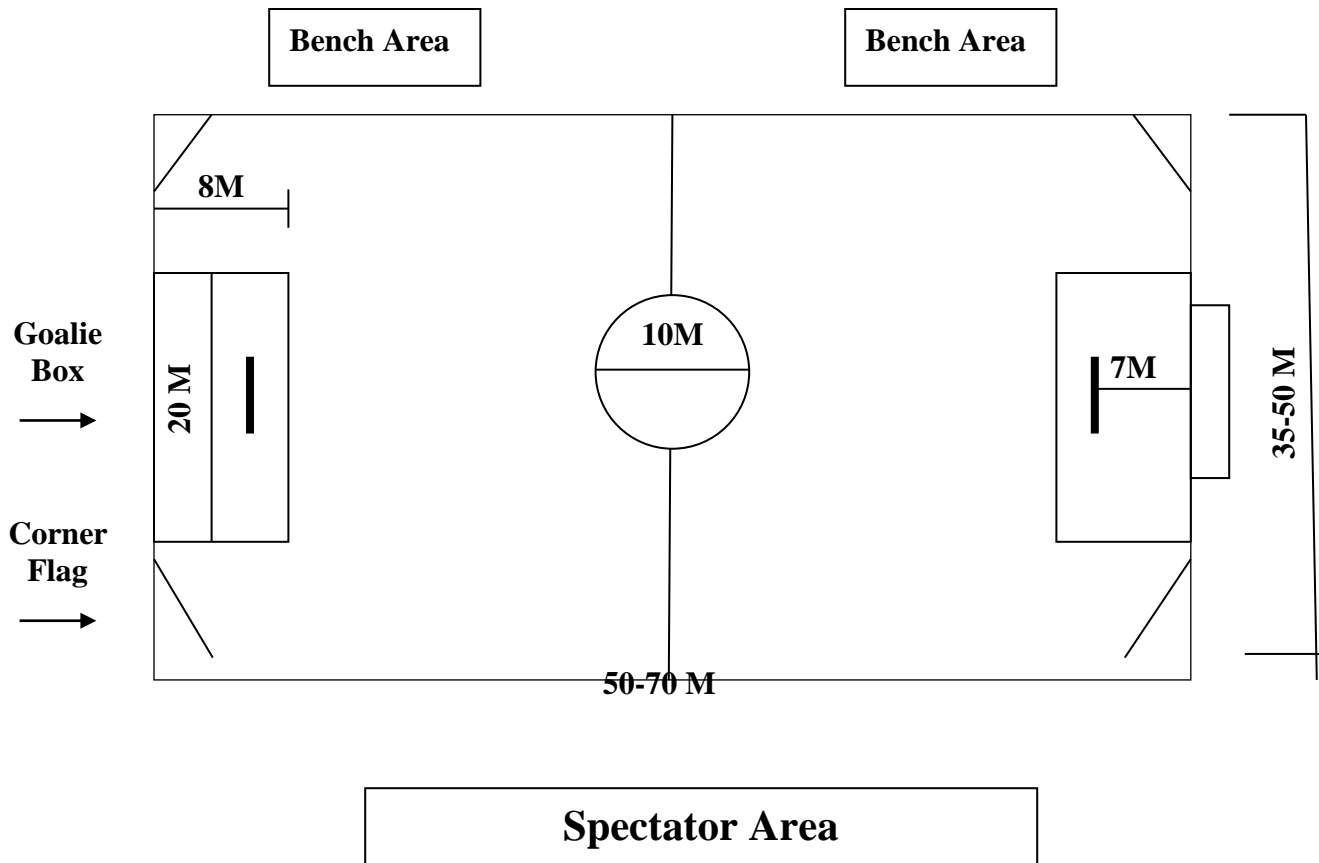 Bench Area
Bench Area
8M
Goalie
Box
20 M
10M
7M
35-50 M
Corner
Flag
50-70 M
Spectator Area